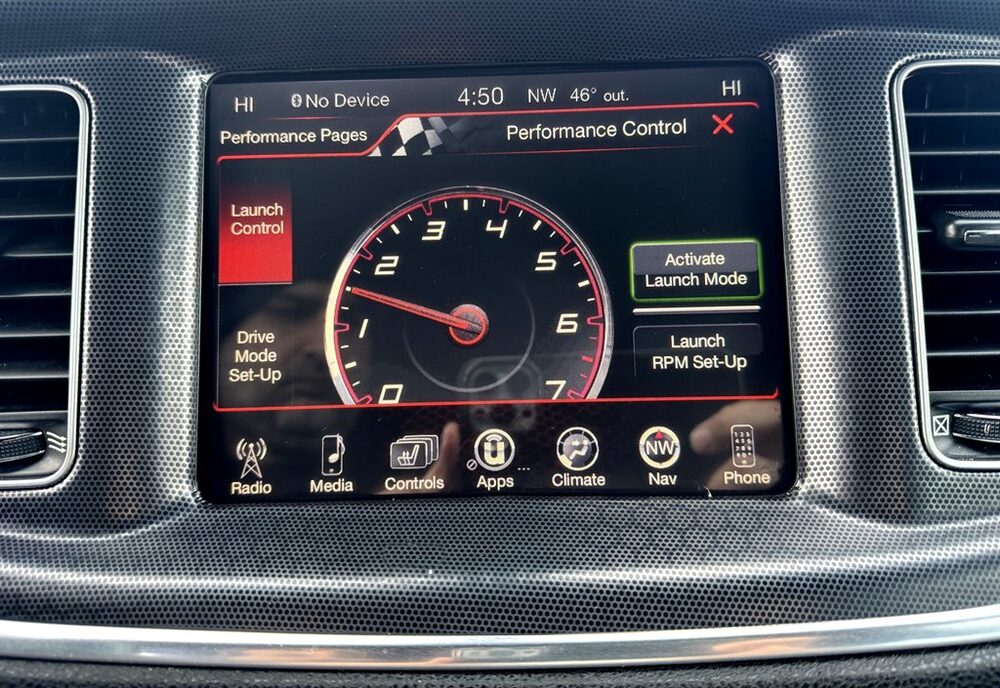 HI No Device 4:50 NW 46° out. HI
Performance Pages Performance Control
Launch
Control
Drive
Mode
Set-Up
0
1
2
3
4
5
6
7
Activate
Launch Mode
Launch
RPM Set-Up
Radio
Media
Controls
Apps
Climate
NW
Nav
Phone